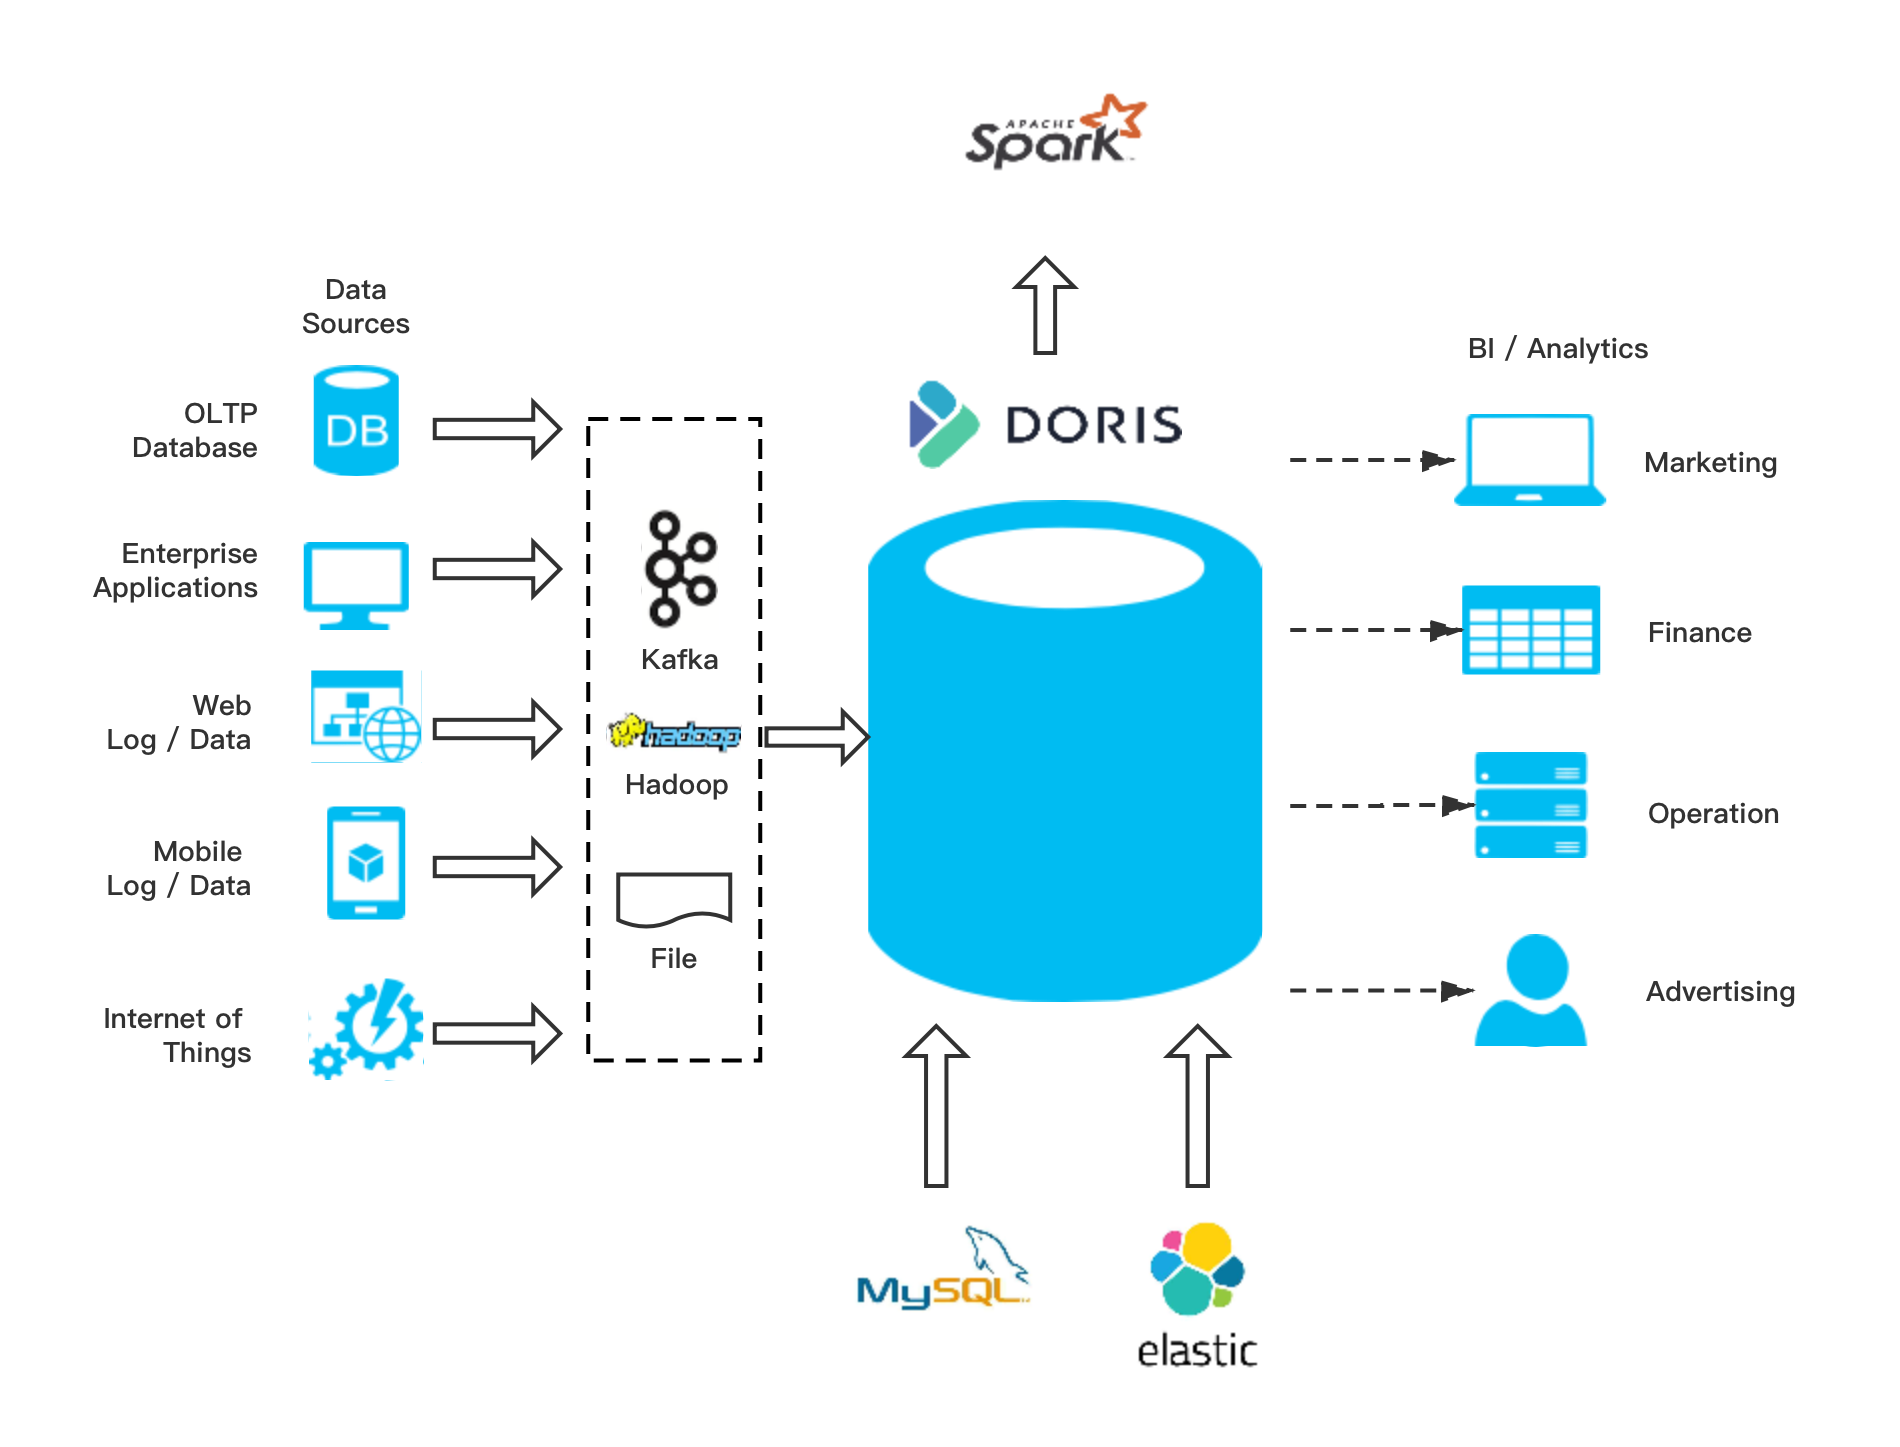 APACHE
Spark
Data
Sources
OLTP
Database
DB
Enterprise
Applications
Web
Log / Data
Mobile
Log / Data
Internet of
Things
Kafka
hadoop
Hadoop
File
DORIS
MySQL
elastic
BI / Analytics
Marketing
Finance
Operation
Advertising